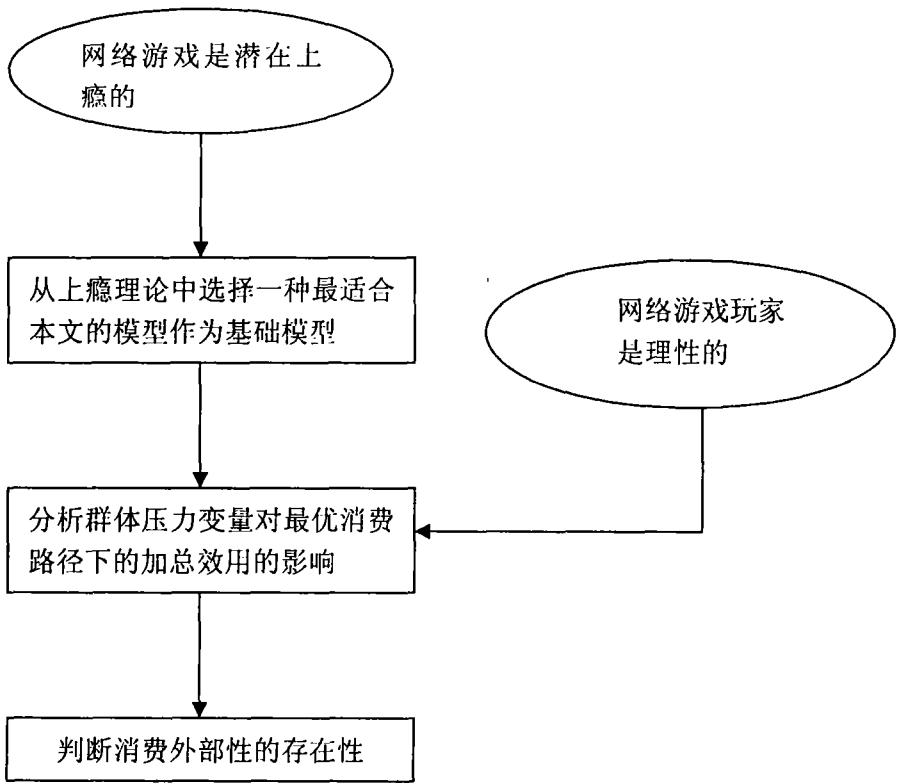 网络游戏是潜在上
瘾的
从上瘾理论中选择一种最适合
本文的模型作为基础模型
网络游戏玩家
是理性的
分析群体压力变量对最优消费
路径下的加总效用的影响
判断消费外部性的存在性